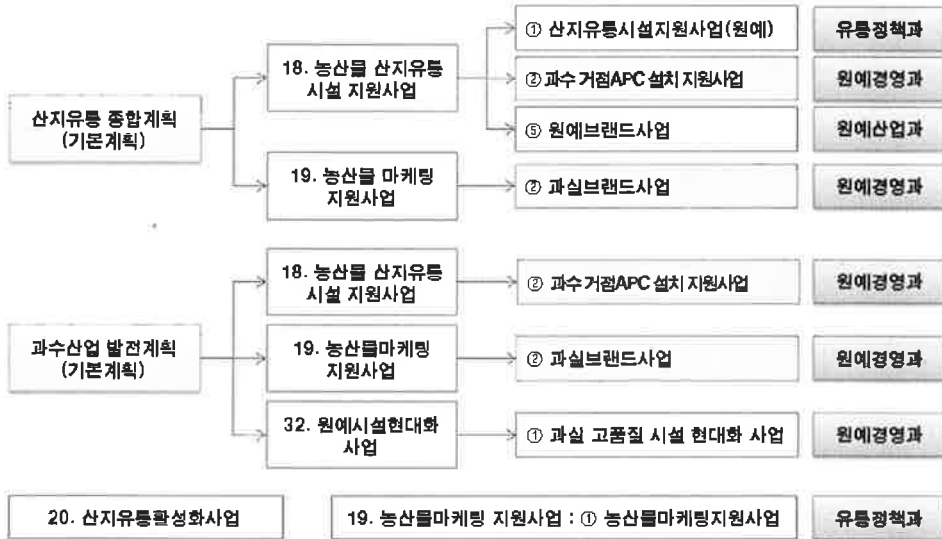 ① 산지유통시설지원사업(원예)
유통정책과
18. 농산물 산지유통
시설 지원사업
② 과수 거점APC 설치 지원사업
원예경영과
산지유통 종합계획
(기본계획)
⑤ 원예브랜드사업
원예산업과
19. 농산물 마케팅
지원사업
② 과실브랜드사업
원예경영과
18. 농산물 산지유통
시설 지원사업
② 과수 거점APC 설치 지원사업
원예경영과
과수산업 발전계획
(기본계획)
19. 농산물마케팅
지원사업
② 과실브랜드사업
원예경영과
32. 원예시설현대화
사업
① 과실 고품질 시설 현대화 사업
원예경영과
20. 산지유통활성화사업
19. 농산물마케팅 지원사업 : ① 농산물마케팅지원사업
유통정책과